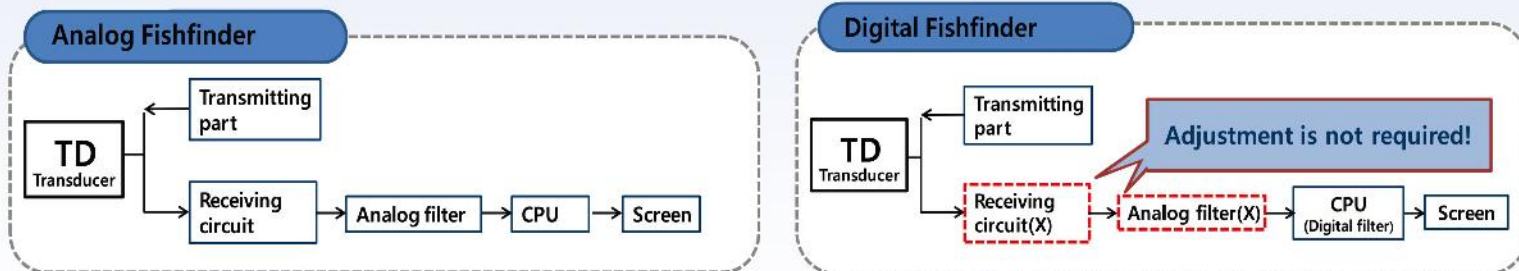 Analog Fishfinder
TD
Transducer
Transmitting
part
Receiving
circuit
Analog filter
CPU
Screen
Digital Fishfinder
TD
Transducer
Transmitting
part
Adjustment is not required!
Receiving
circuit(X)
Analog filter(X)
CPU
(Digital filter)
Screen